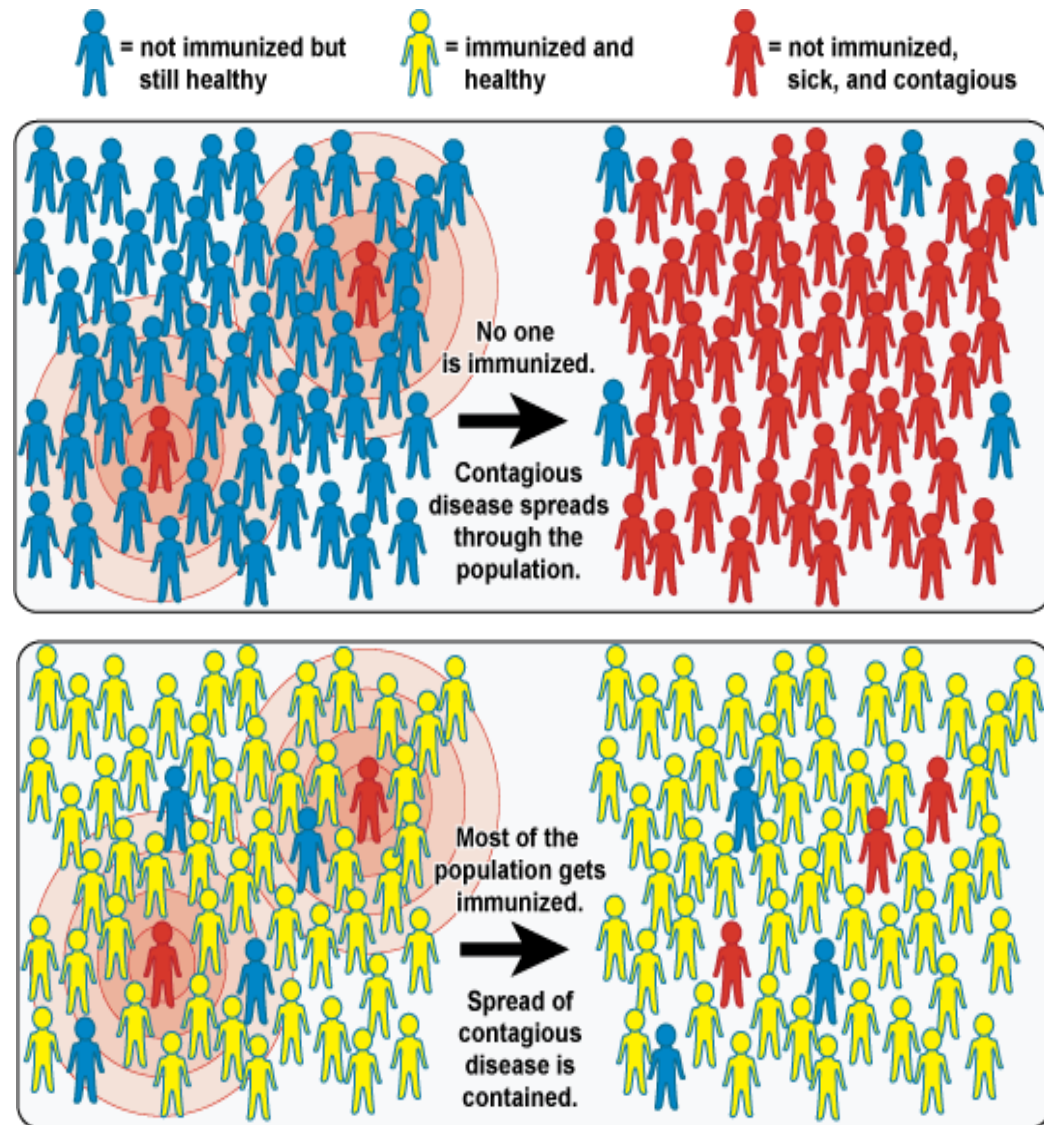 = not immunized but
still healthy
= immunized and
healthy
= not immunized,
sick, and contagious
No one
is immunized.
Contagious
disease spreads
through the
population.
Most of the
population gets
immunized.
Spread of
contagious
disease is
contained.